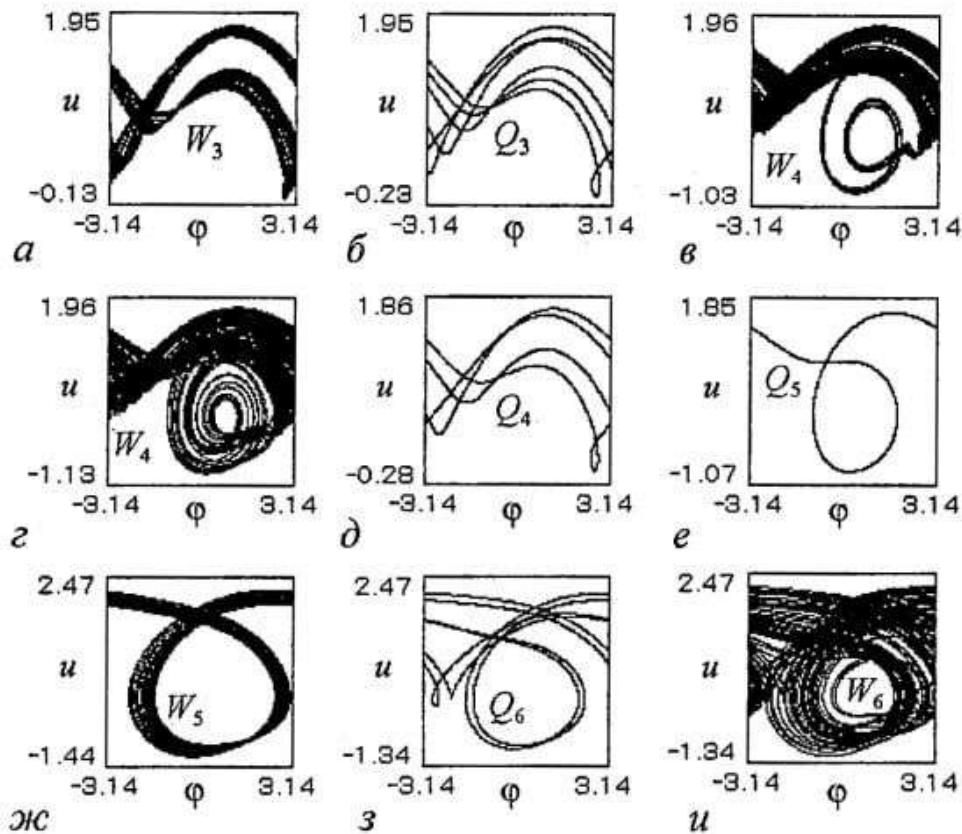 1.95
u
W₃
-0.13
-3.14 φ 3.14
а
1.95
u
Q₃
-0.23
-3.14 φ 3.14
б
1.96
u
W₄
-1.03
-3.14 φ 3.14
в
1.96
u
W₄
-1.13
-3.14 φ 3.14
г
1.86
u
Q₄
-0.28
-3.14 φ 3.14
д
1.85
u
Q₅
-1.07
-3.14 φ 3.14
е
2.47
u
W₅
-1.44
-3.14 φ 3.14
ж
2.47
u
Q₆
-1.34
-3.14 φ 3.14
з
2.47
u
W₆
-1.34
-3.14 φ 3.14
и